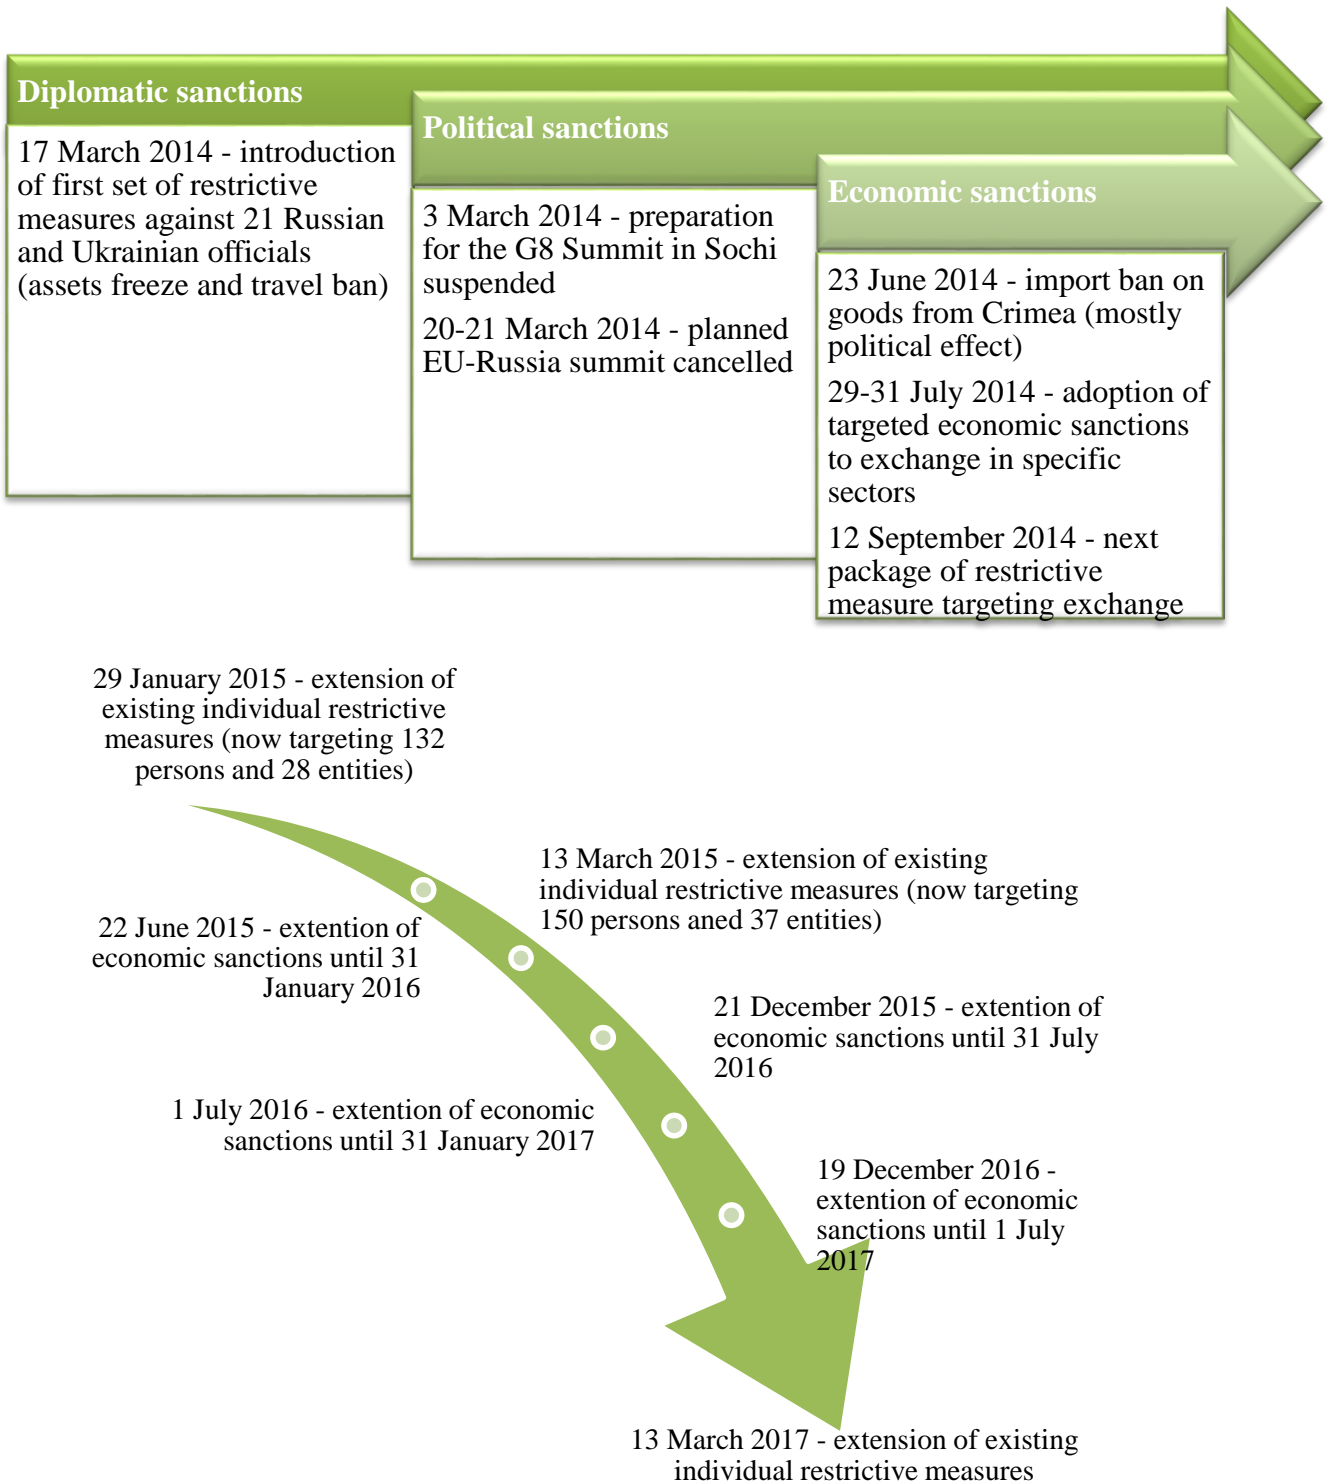 Diplomatic sanctions
17 March 2014 - introduction
of first set of restrictive
measures against 21 Russian
and Ukrainian officials
(assets freeze and travel ban)
Political sanctions
3 March 2014 - preparation
for the G8 Summit in Sochi
suspended
20-21 March 2014 - planned
EU-Russia summit cancelled
Economic sanctions
23 June 2014 - import ban on
goods from Crimea (mostly
political effect)
29-31 July 2014 - adoption of
targeted economic sanctions
to exchange in specific
sectors
12 September 2014 - next
package of restrictive
measure targeting exchange
29 January 2015 - extension of
existing individual restrictive
measures (now targeting 132
persons and 28 entities)
13 March 2015 - extension of existing
individual restrictive measures (now targeting
150 persons aned 37 entities)
22 June 2015 - extention of
economic sanctions until 31
January 2016
21 December 2015 - extention of
economic sanctions until 31 July
2016
1 July 2016 - extention of economic
sanctions until 31 January 2017
19 December 2016 -
extention of economic
sanctions until 1 July
2017
13 March 2017 - extension of existing
individual restrictive measures